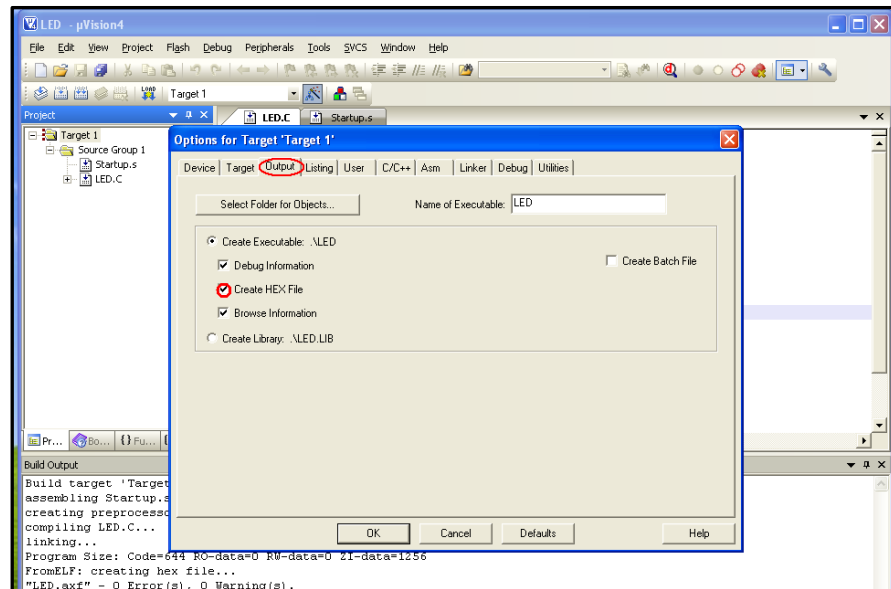 LED - µVision4
File Edit View Project Flash Debug Peripherals Tools SVCS Window Help
LOAD Target 1
Project
LED.C Startup.s
Target 1
Source Group 1
Startup.s
LED.C
Options for Target 'Target 1'
Device Target Output Listing User C/C++ Asm Linker Debug Utilities
Select Folder for Objects... Name of Executable: LED
Create Executable: .\LED
Debug Information Create Batch File
Create HEX File
Browse Information
Create Library: .\LED.LIB
Pr... Bo... {} Fu...
OK Cancel Defaults Help
Build Output
Build target 'Target
assembling Startup.s
creating preprocesso
compiling LED.C...
linking...
Program Size: Code=644 RO-data=0 RW-data=0 ZI-data=1256
FromELF: creating hex file...
"LED.axf" - 0 Error(s), 0 Warning(s).